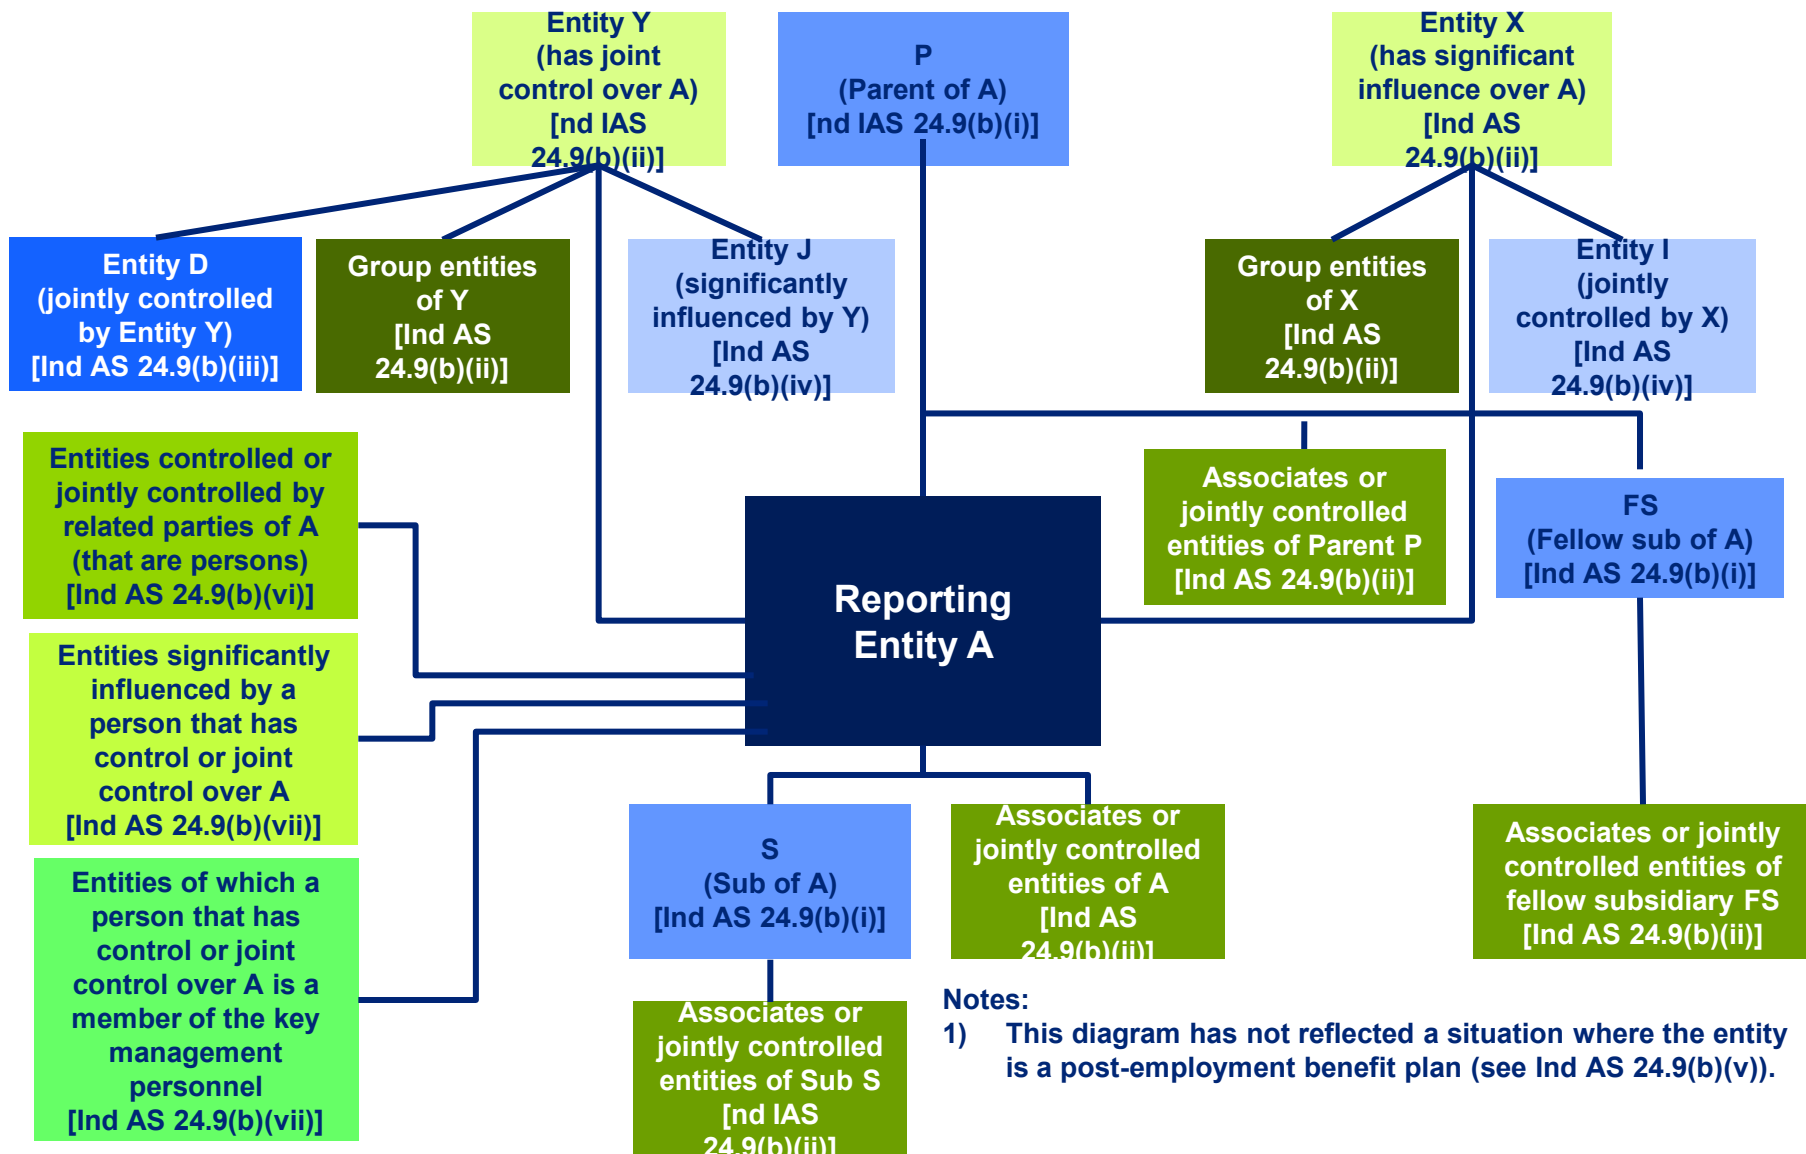 Entity Y
(has joint
control over A)
[nd IAS
24.9(b)(ii)]
P
(Parent of A)
[nd IAS 24.9(b)(i)]
Entity X
(has significant
influence over A)
[Ind AS
24.9(b)(ii)]
Entity D
(jointly controlled
by Entity Y)
[Ind AS 24.9(b)(iii)]
Group entities
of Y
[Ind AS
24.9(b)(ii)]
Entity J
(significantly
influenced by Y)
[Ind AS
24.9(b)(iv)]
Group entities
of X
[Ind AS
24.9(b)(ii)]
Entity I
(jointly
controlled by X)
[Ind AS
24.9(b)(iv)]
Entities controlled or
jointly controlled by
related parties of A
(that are persons)
[Ind AS 24.9(b)(vi)]
Associates or
jointly controlled
entities of Parent P
[Ind AS 24.9(b)(ii)]
FS
(Fellow sub of A)
[Ind AS 24.9(b)(i)]
Reporting
Entity A
Entities significantly
influenced by a
person that has
control or joint
control over A
[Ind AS 24.9(b)(vii)]
S
(Sub of A)
[Ind AS 24.9(b)(i)]
Associates or
jointly controlled
entities of A
[Ind AS
24.9(b)(ii)]
Associates or jointly
controlled entities of
fellow subsidiary FS
[Ind AS 24.9(b)(ii)]
Entities of which a
person that has
control or joint
control over A is a
member of the key
management
personnel
[Ind AS 24.9(b)(vii)]
Associates or
jointly controlled
entities of Sub S
[nd IAS
24.9(b)(ii)]
Notes:
1) This diagram has not reflected a situation where the entity
is a post-employment benefit plan (see Ind AS 24.9(b)(v)).